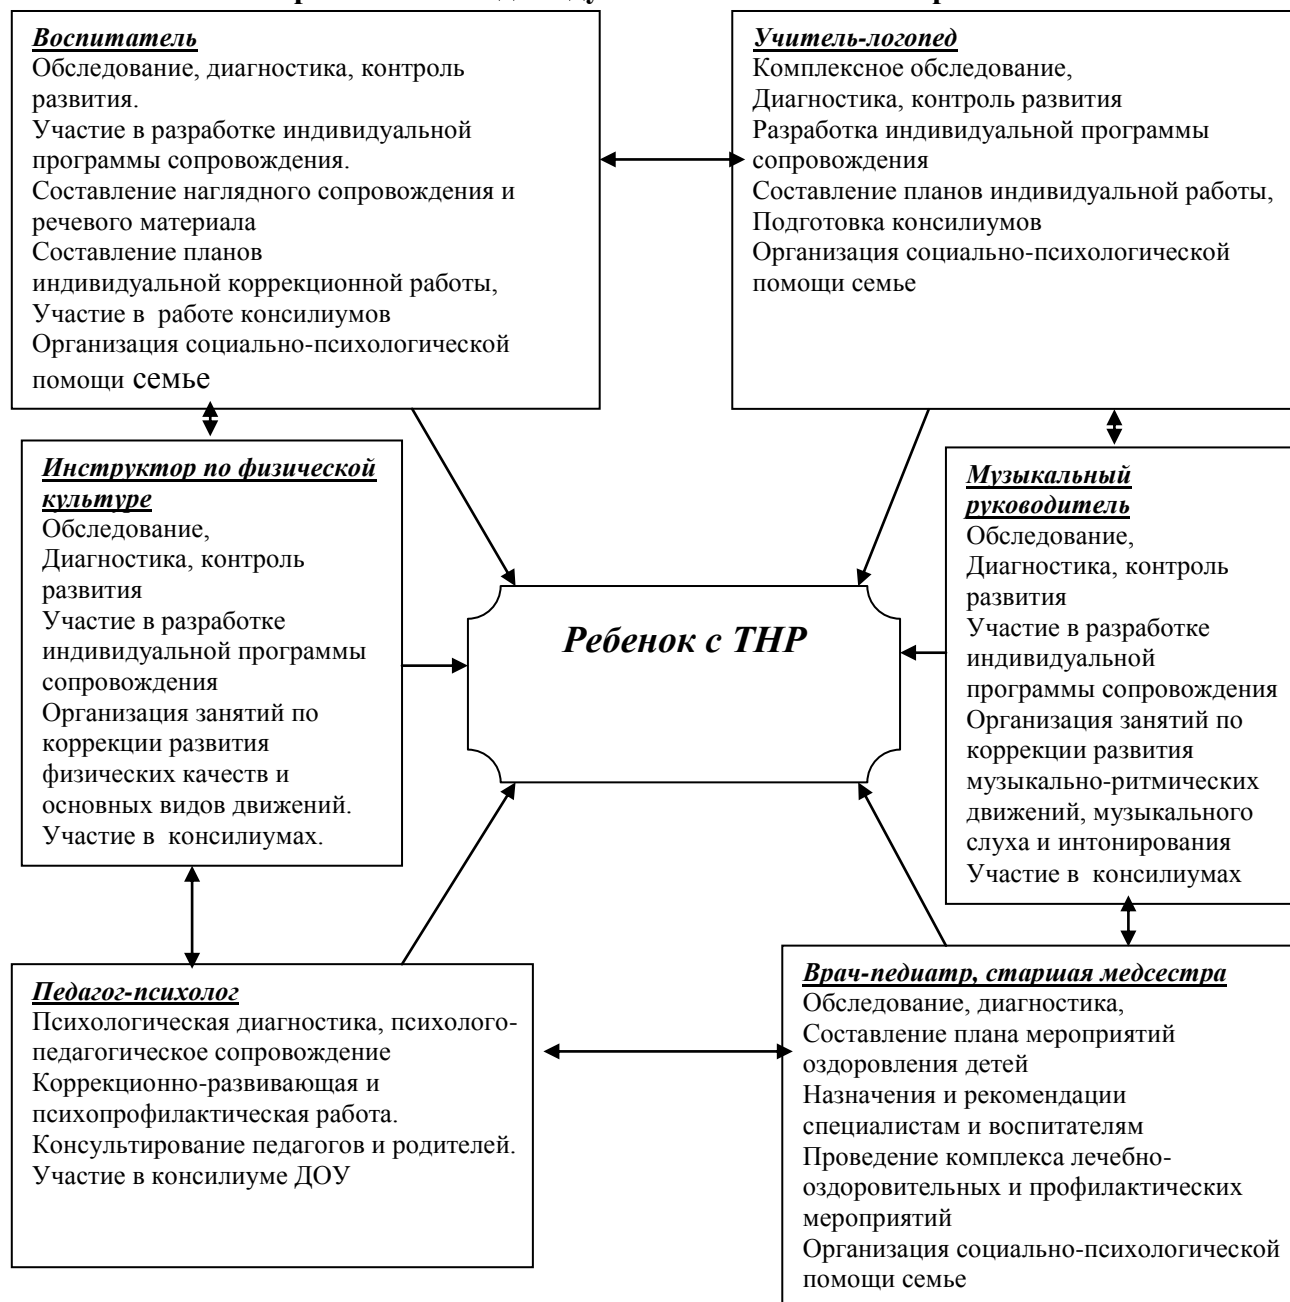 Воспитатель
Обследование, диагностика, контроль
развития.
Участие в разработке индивидуальной
программы сопровождения.
Составление наглядного сопровождения и
речевого материала
Составление планов
индивидуальной коррекционной работы,
Участие в  работе консилиумов
Организация социально-психологической
помощи семье
Учитель-логопед
Комплексное обследование,
Диагностика, контроль развития
Разработка индивидуальной программы
сопровождения
Составление планов индивидуальной работы,
Подготовка консилиумов
Организация социально-психологической
помощи семье
Инструктор по физической
культуре
Обследование,
Диагностика, контроль
развития
Участие в разработке
индивидуальной программы
сопровождения
Организация занятий по
коррекции развития
физических качеств и
основных видов движений.
Участие в  консилиумах.
Ребенок с ТНР
Музыкальный
руководитель
Обследование,
Диагностика, контроль
развития
Участие в разработке
индивидуальной
программы сопровождения
Организация занятий по
коррекции развития
музыкально-ритмических
движений, музыкального
слуха и интонирования
Участие в  консилиумах
Педагог-психолог
Психологическая диагностика, психолого-
педагогическое сопровождение
Коррекционно-развивающая и
психопрофилактическая работа.
Консультирование педагогов и родителей.
Участие в консилиуме ДОУ
Врач-педиатр, старшая медсестра
Обследование, диагностика,
Составление плана мероприятий
оздоровления детей
Назначения и рекомендации
специалистам и воспитателям
Проведение комплекса лечебно-
оздоровительных и профилактических
мероприятий
Организация социально-психологической
помощи семье